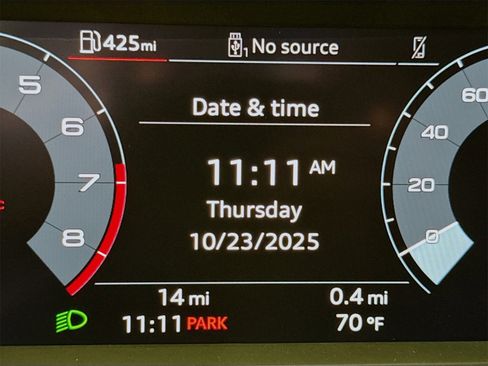 425mi
1 No source
Date & time
5
60
6
40
11:11 AM
7
20
Thursday
8
0
10/23/2025
14 mi
0.4 mi
11:11 PARK
70 °F